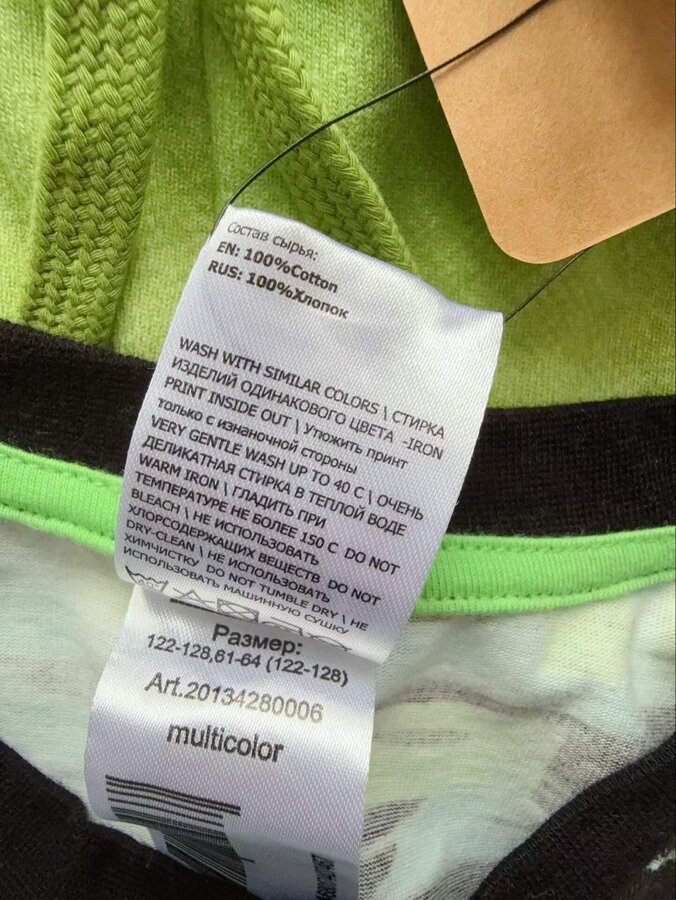 Состав сырья:
EN: 100%Cotton
RUS: 100%Хлопок
WASH WITH SIMILAR COLORS \ СТИРКА
ИЗДЕЛИЙ ОДИНАКОВОГО ЦВЕТА -IRON
PRINT INSIDE OUT \ Утюжить принт
только с изнаночной стороны
VERY GENTLE WASH UP TO 40 C \ ОЧЕНЬ
ДЕЛИКАТНАЯ СТИРКА В ТЕПЛОЙ ВОДЕ
WARM IRON \ ГЛАДИТЬ ПРИ
ТЕМПЕРАТУРЕ НЕ БОЛЕЕ 150 С DO NOT
BLEACH \ НЕ ИСПОЛЬЗОВАТЬ
ХЛОРСОДЕРЖАЩИХ ВЕЩЕСТВ DO NOT
DRY-CLEAN \ НЕ ИСПОЛЬЗОВАТЬ
ХИМЧИСТКУ DO NOT TUMBLE DRY \ НЕ
ИСПОЛЬЗОВАТЬ МАШИННУЮ СУШКУ
Размер:
122-128,61-64 (122-128)
Art.20134280006
multicolor